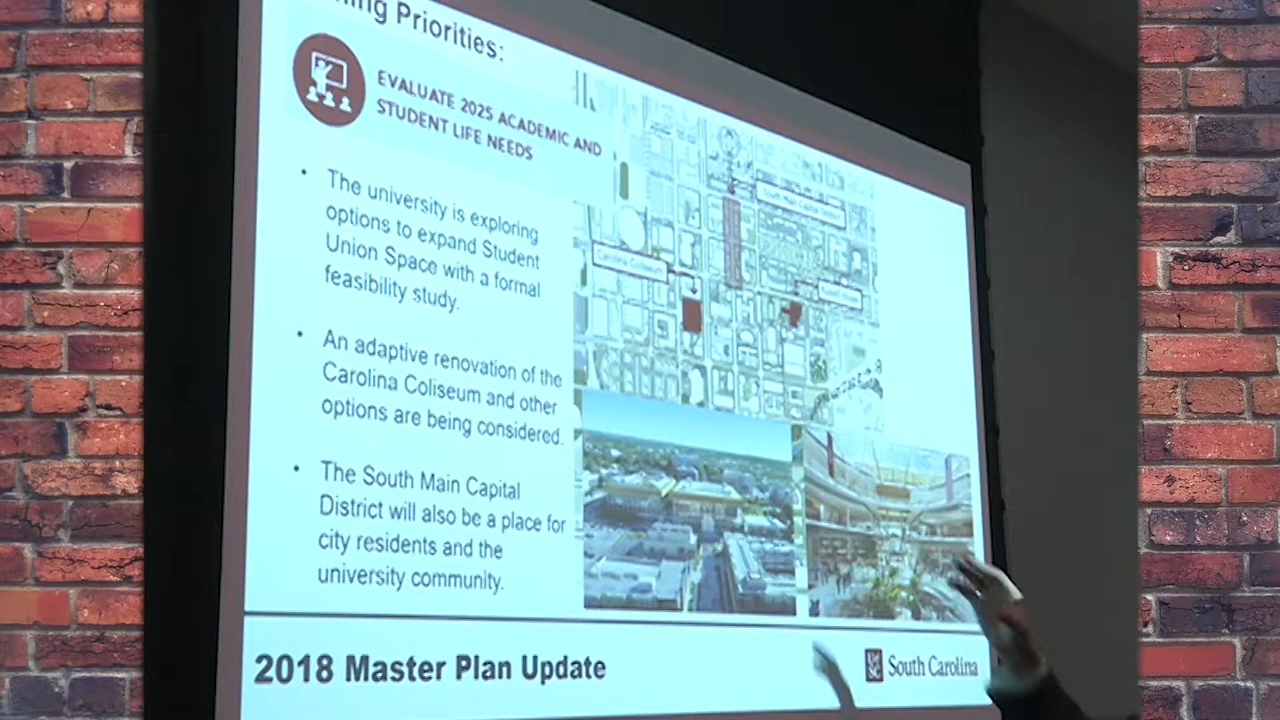 Priorities:
EVALUATE 2025 ACADEMIC AND
STUDENT LIFE NEEDS
• The university is exploring
options to expand Student
Union Space with a formal
feasibility study.
• An adaptive renovation of the
Carolina Coliseum and other
options are being considered.
• The South Main Capital
District will also be a place for
city residents and the
university community.
South Main Capital District
Carolina Coliseum
2018 Master Plan Update
South Carolina